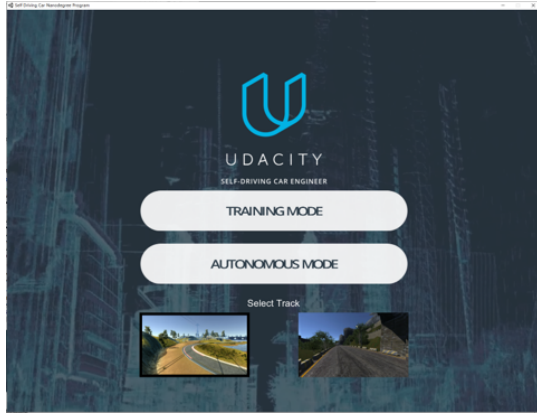 Self Driving Car Nanodegree Program
UDACITY
SELF-DRIVING CAR ENGINEER
TRAINING MODE
AUTONOMOUS MODE
Select Track